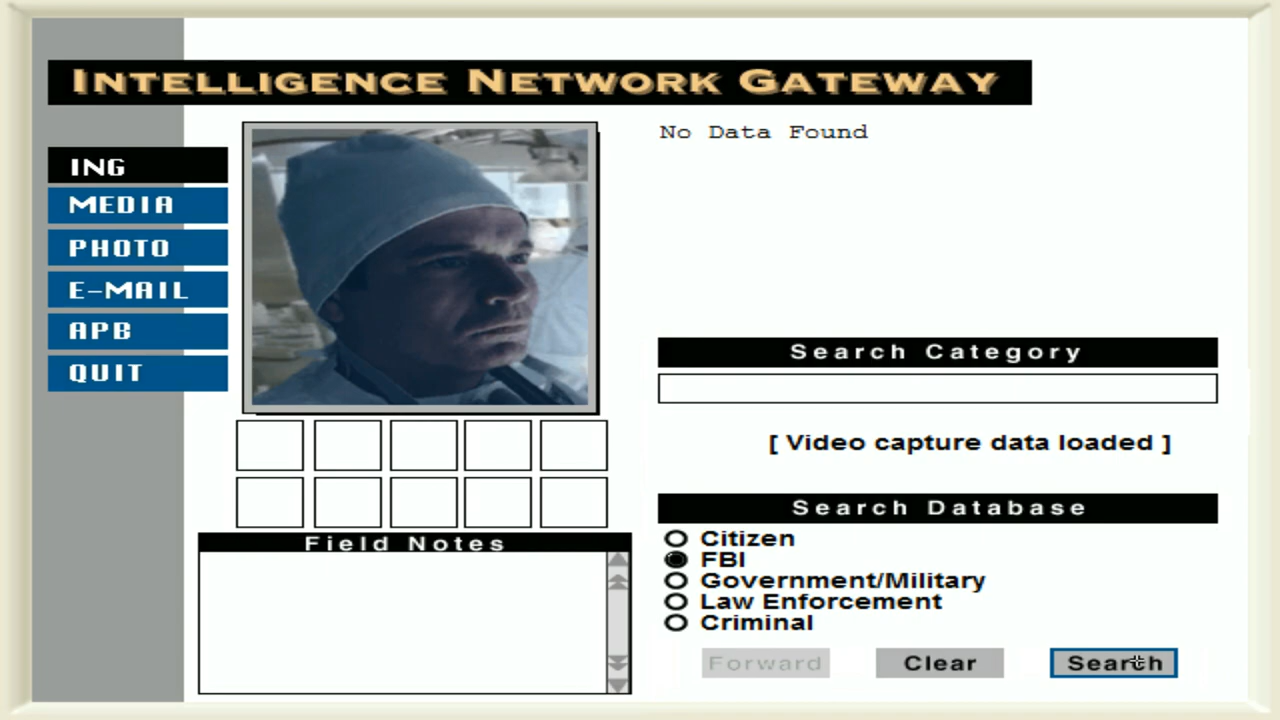 INTELLIGENCE NETWORK GATEWAY
ING
MEDIA
PHOTO
E-MAIL
APB
QUIT
No Data Found
Search Category
[ Video capture data loaded ]
Search Database
Citizen
FBI
Government/Military
Law Enforcement
Criminal
Forward
Clear
Search
Field Notes